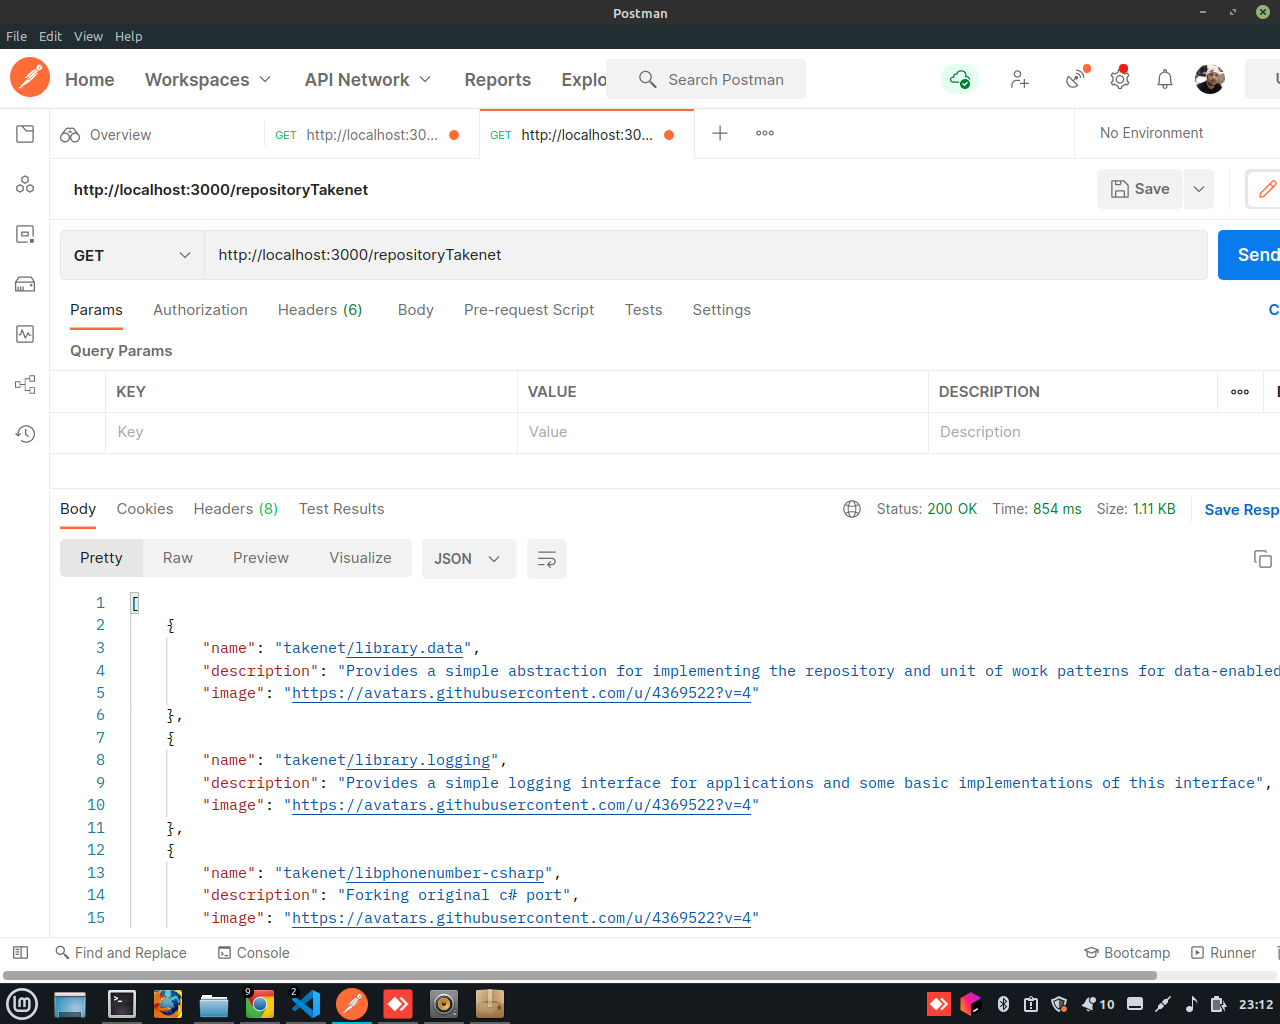 Postman
File Edit View Help
Home Workspaces API Network Reports Explo Search Postman
Overview GET http://localhost:30... GET http://localhost:30... No Environment
http://localhost:3000/repositoryTakenet Save
GET http://localhost:3000/repositoryTakenet Send
Params Authorization Headers (6) Body Pre-request Script Tests Settings C
Query Params
KEY VALUE DESCRIPTION
Key Value Description
Body Cookies Headers (8) Test Results Status: 200 OK Time: 854 ms Size: 1.11 KB Save Resp
Pretty Raw Preview Visualize JSON
1 [
2 {
3 "name": "takenet/library.data",
4 "description": "Provides a simple abstraction for implementing the repository and unit of work patterns for data-enabled
5 "image": "https://avatars.githubusercontent.com/u/4369522?v=4"
6 },
7 {
8 "name": "takenet/library.logging",
9 "description": "Provides a simple logging interface for applications and some basic implementations of this interface",
10 "image": "https://avatars.githubusercontent.com/u/4369522?v=4"
11 },
12 {
13 "name": "takenet/libphonenumber-csharp",
14 "description": "Forking original c# port",
15 "image": "https://avatars.githubusercontent.com/u/4369522?v=4"
Find and Replace Console Bootcamp Runner
9 2 10 23:12